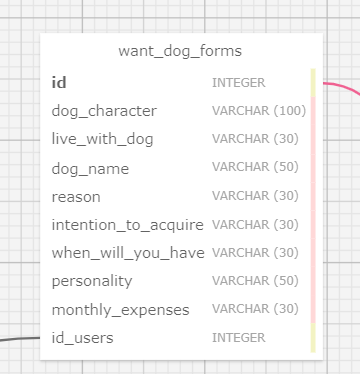 want_dog_forms
id INTEGER
dog_character VARCHAR (100)
live_with_dog VARCHAR (30)
dog_name VARCHAR (50)
reason VARCHAR (30)
intention_to_acquire VARCHAR (30)
when_will_you_have VARCHAR (30)
personality VARCHAR (50)
monthly_expenses VARCHAR (30)
id_users INTEGER